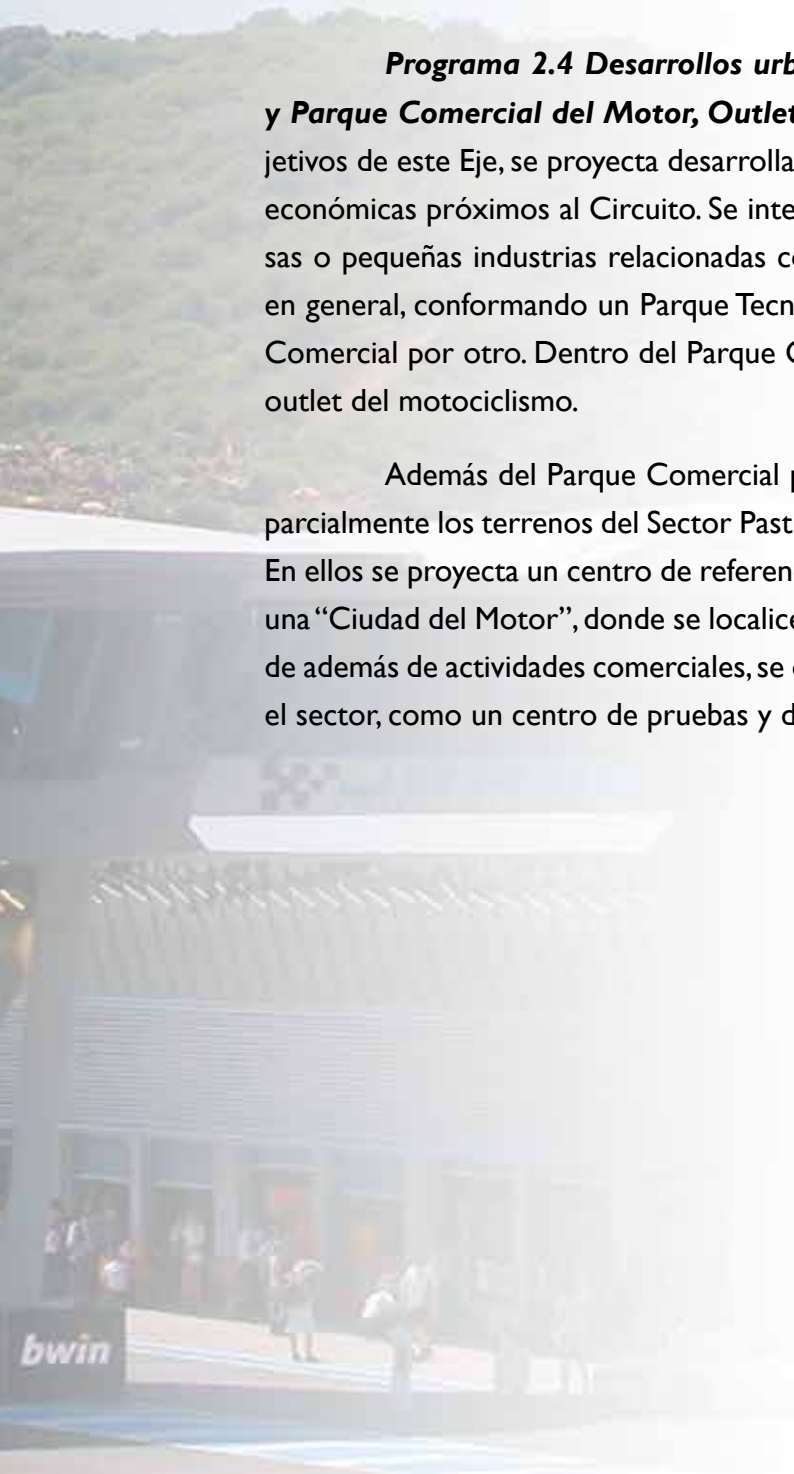 Programa 2.4 Desarrollos urb
y Parque Comercial del Motor, Outlet
jetivos de este Eje, se proyecta desarrolla
económicas próximos al Circuito. Se inte
sas o pequeñas industrias relacionadas c
en general, conformando un Parque Tecn
Comercial por otro. Dentro del Parque C
outlet del motociclismo.
Además del Parque Comercial p
parcialmente los terrenos del Sector Past
En ellos se proyecta un centro de referen
una “Ciudad del Motor”, donde se localice
de además de actividades comerciales, se
el sector, como un centro de pruebas y d
bwin